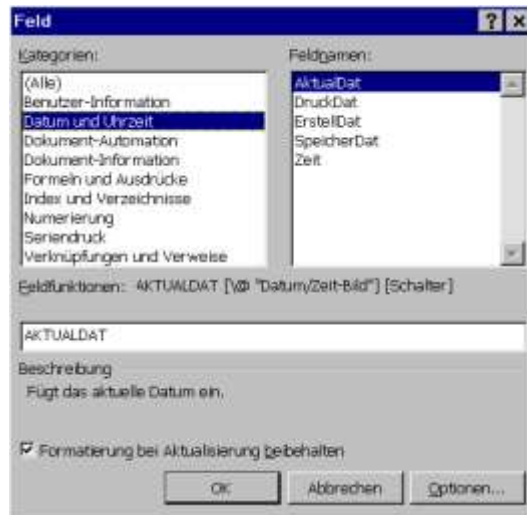 Feld
Kategorien:
Feldnamen:
(Alle)
Benutzer-Information
Datum und Uhrzeit
Dokument-Automation
Dokument-Information
Formeln und Ausdrücke
Index und Verzeichnisse
Numerierung
Seriendruck
Verknüpfungen und Verweise
AktualDat
DruckDat
ErstellDat
SpeicherDat
Zeit
Feldfunktionen: AKTUALDAT [\@ "Datum/Zeit-Bild"] [Schalter]
AKTUALDAT
Beschreibung
Fügt das aktuelle Datum ein.
Formatierung bei Aktualisierung beibehalten
OK
Abbrechen
Optionen...